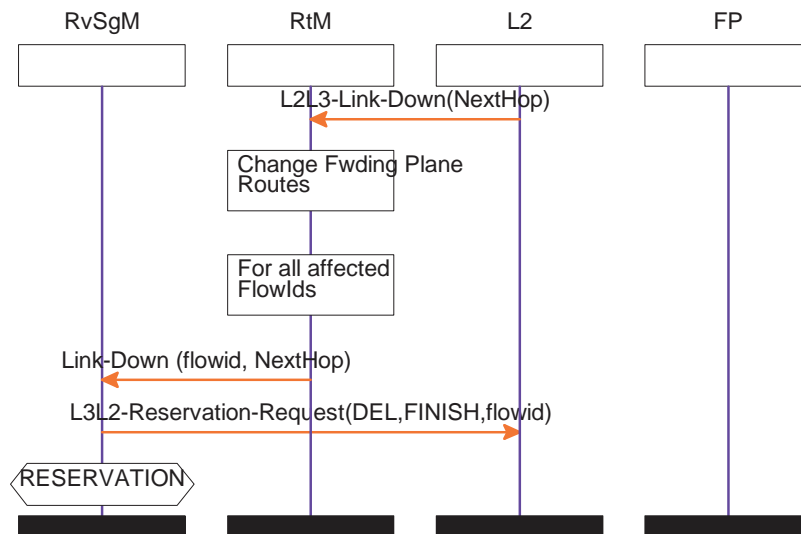 RvSgM RtM L2 FP
L2L3-Link-Down(NextHop)
Change Fwding Plane
Routes
For all affected
FlowIds
Link-Down (flowid, NextHop)
L3L2-Reservation-Request(DEL,FINISH,flowid)
RESERVATION